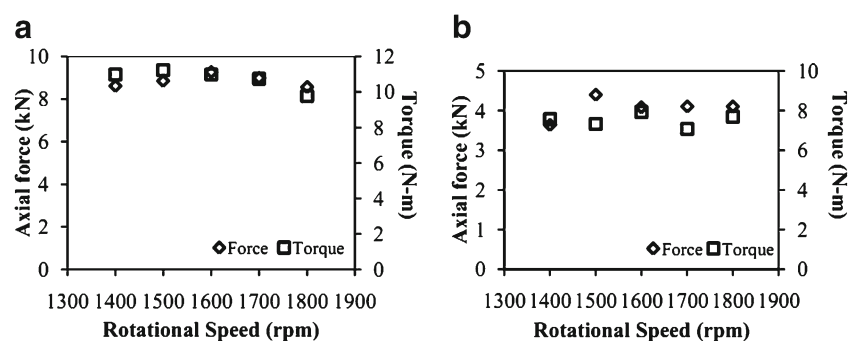 a
10
8
6
4
2
0
Axial force (kN)
12
10
8
6
4
2
0
Torque (N-m)
Force Torque
1300 1400 1500 1600 1700 1800 1900
Rotational Speed (rpm)
b
5
4
3
2
1
0
Axial force (kN)
10
8
6
4
2
0
Torque (N-m)
Force Torque
1300 1400 1500 1600 1700 1800 1900
Rotational Speed (rpm)